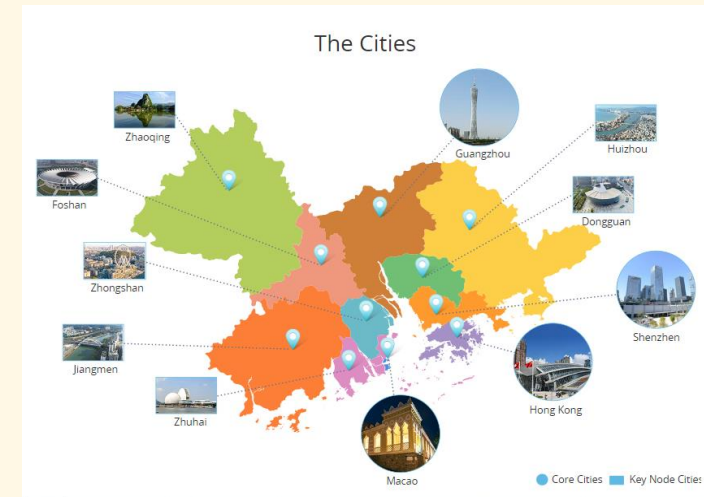 The Cities
Zhaoqing
Guangzhou
Huizhou
Foshan
Dongguan
Zhongshan
Shenzhen
Jiangmen
Hong Kong
Zhuhai
Macao
Core Cities
Key Node Cities